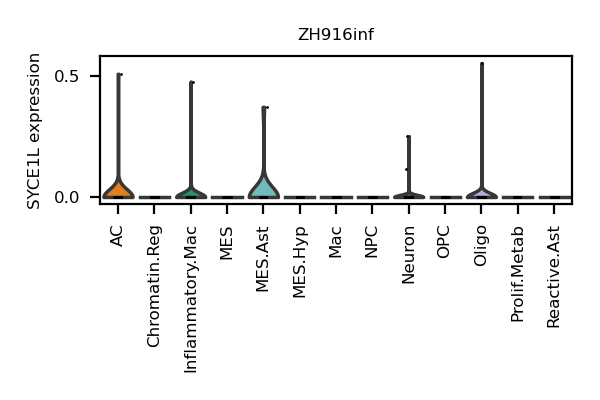 ZH916inf
SYCE1L expression
0.5
0.0
AC
Chromatin.Reg
Inflammatory.Mac
MES
MES.Ast
MES.Hyp
Mac
NPC
Neuron
OPC
Oligo
Prolif.Metab
Reactive.Ast